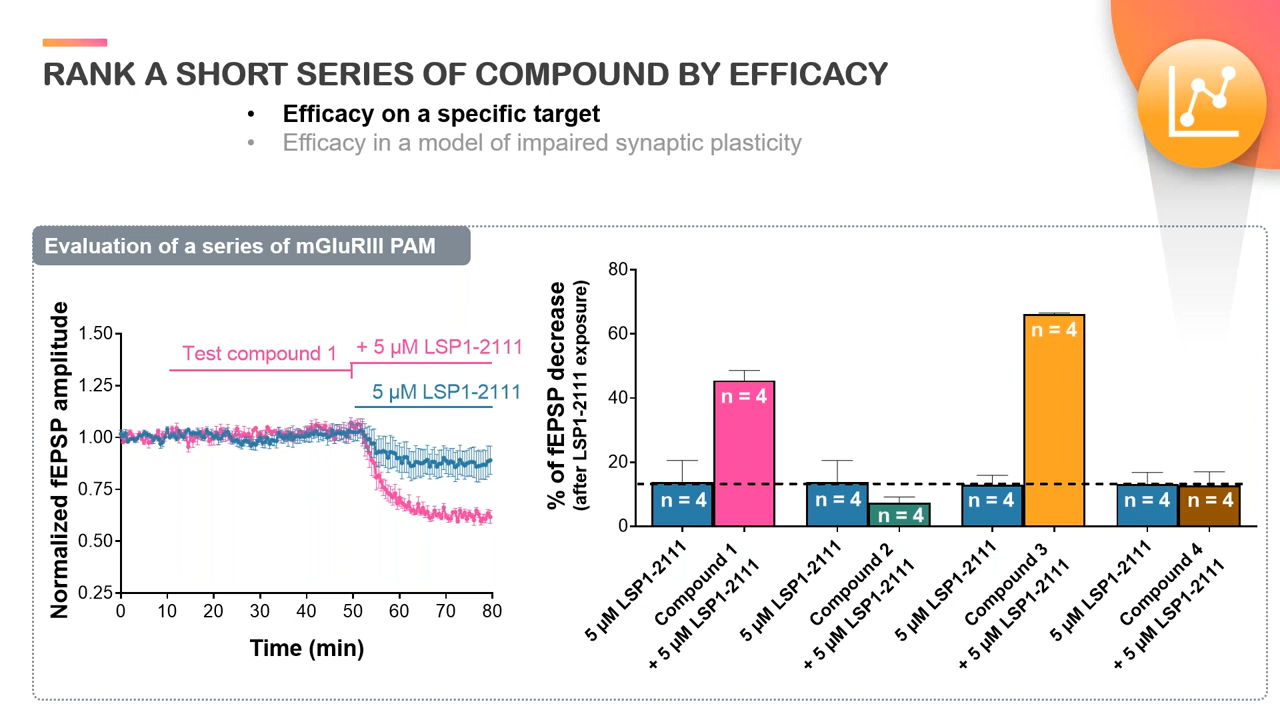 RANK A SHORT SERIES OF COMPOUND BY EFFICACY
• Efficacy on a specific target
• Efficacy in a model of impaired synaptic plasticity
Evaluation of a series of mGluRIII PAM
Normalized fEPSP amplitude
1.50
1.25
1.00
0.75
0.50
0.25
Test compound 1
+ 5 µM LSP1-2111
5 µM LSP1-2111
0 10 20 30 40 50 60 70 80
Time (min)
% of fEPSP decrease
(after LSP1-2111 exposure)
80
60
40
20
0
n = 4
n = 4
n = 4
n = 4
n = 4
n = 4
n = 4
n = 4
5 µM LSP1-2111
Compound 1
+ 5 µM LSP1-2111
5 µM LSP1-2111
Compound 2
+ 5 µM LSP1-2111
5 µM LSP1-2111
Compound 3
+ 5 µM LSP1-2111
5 µM LSP1-2111
Compound 4
+ 5 µM LSP1-2111